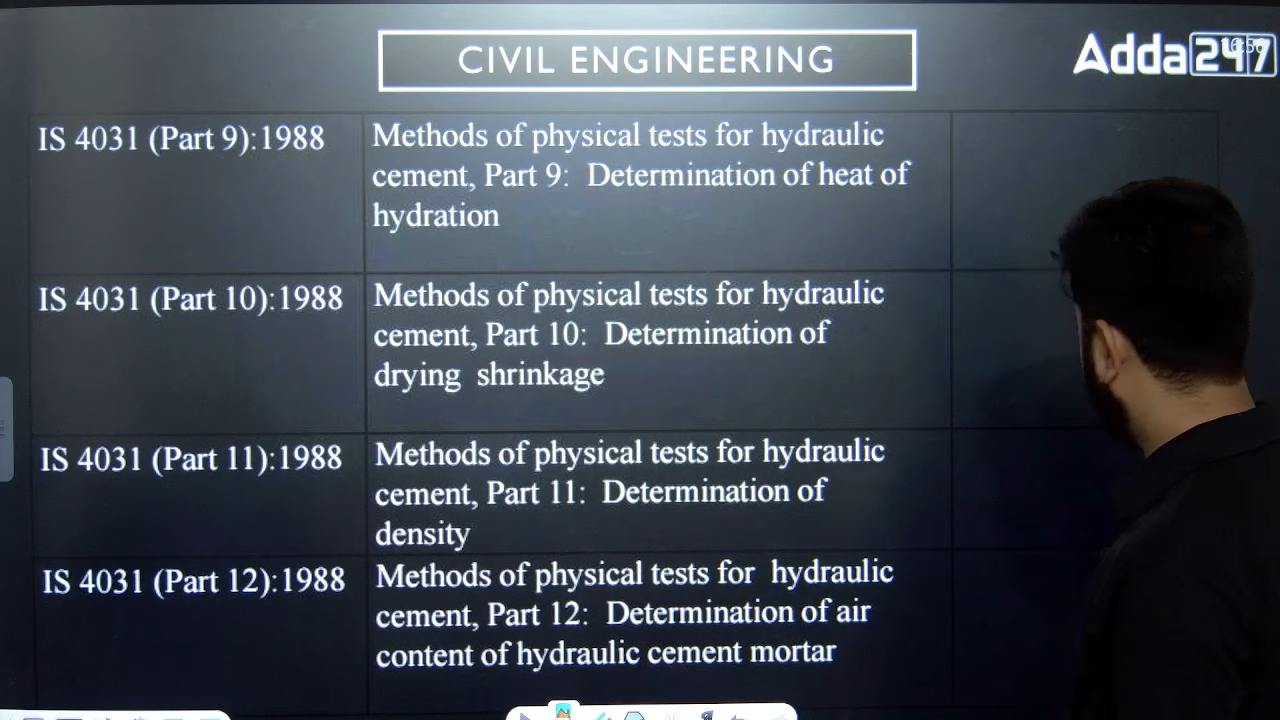 CIVIL ENGINEERING
Adda247
IS 4031 (Part 9):1988
Methods of physical tests for hydraulic
cement, Part 9: Determination of heat of
hydration
IS 4031 (Part 10):1988
Methods of physical tests for hydraulic
cement, Part 10: Determination of
drying shrinkage
IS 4031 (Part 11):1988
Methods of physical tests for hydraulic
cement, Part 11: Determination of
density
IS 4031 (Part 12):1988
Methods of physical tests for hydraulic
cement, Part 12: Determination of air
content of hydraulic cement mortar